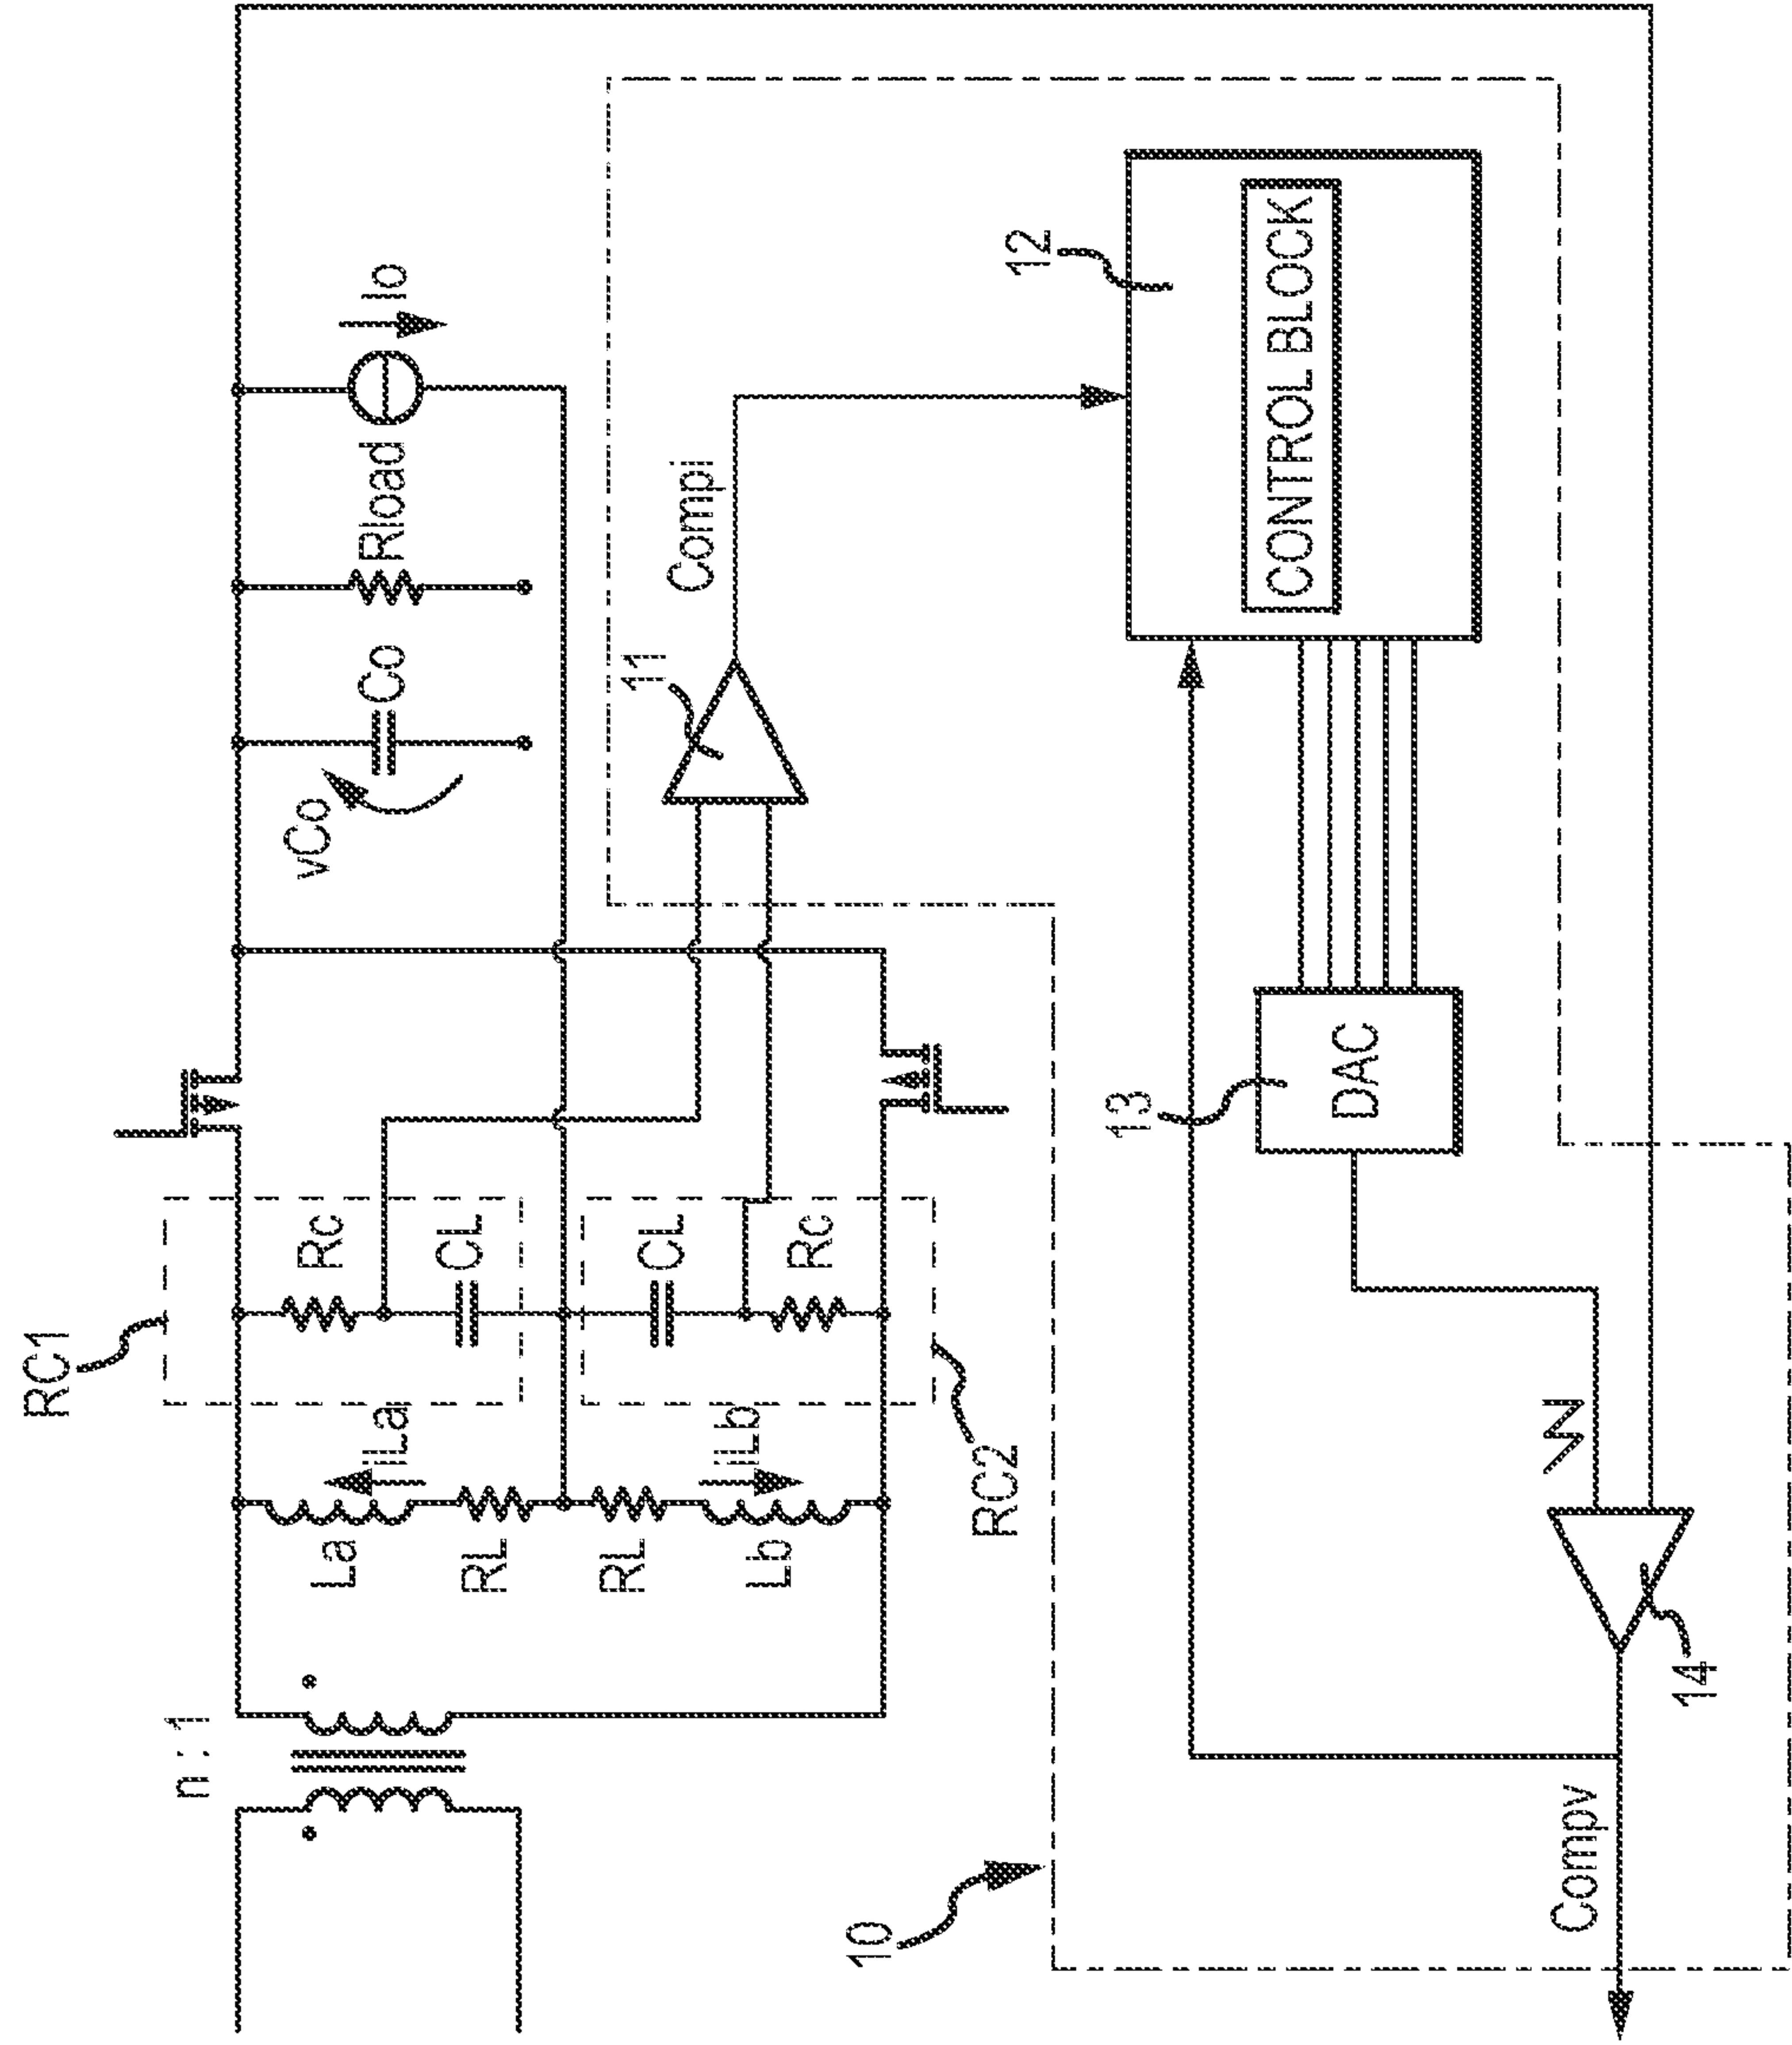 RC1
n : 1
La
iLa
RL
RL
iLb
Lb
Rc
CL
CL
Rc
RC2
vCo
Co
Rload
Io
11
Compi
12
CONTROL BLOCK
13
DAC
14
Compv
10